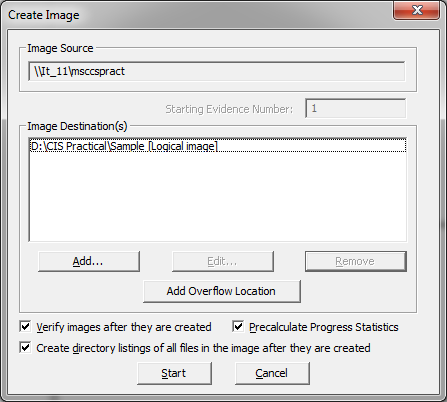 Create Image
Image Source
\\It_11\msccspract
Starting Evidence Number: 1
Image Destination(s)
D:\CIS Practical\Sample [Logical image]
Add... Edit... Remove
Add Overflow Location
Verify images after they are created Precalculate Progress Statistics
Create directory listings of all files in the image after they are created
Start Cancel